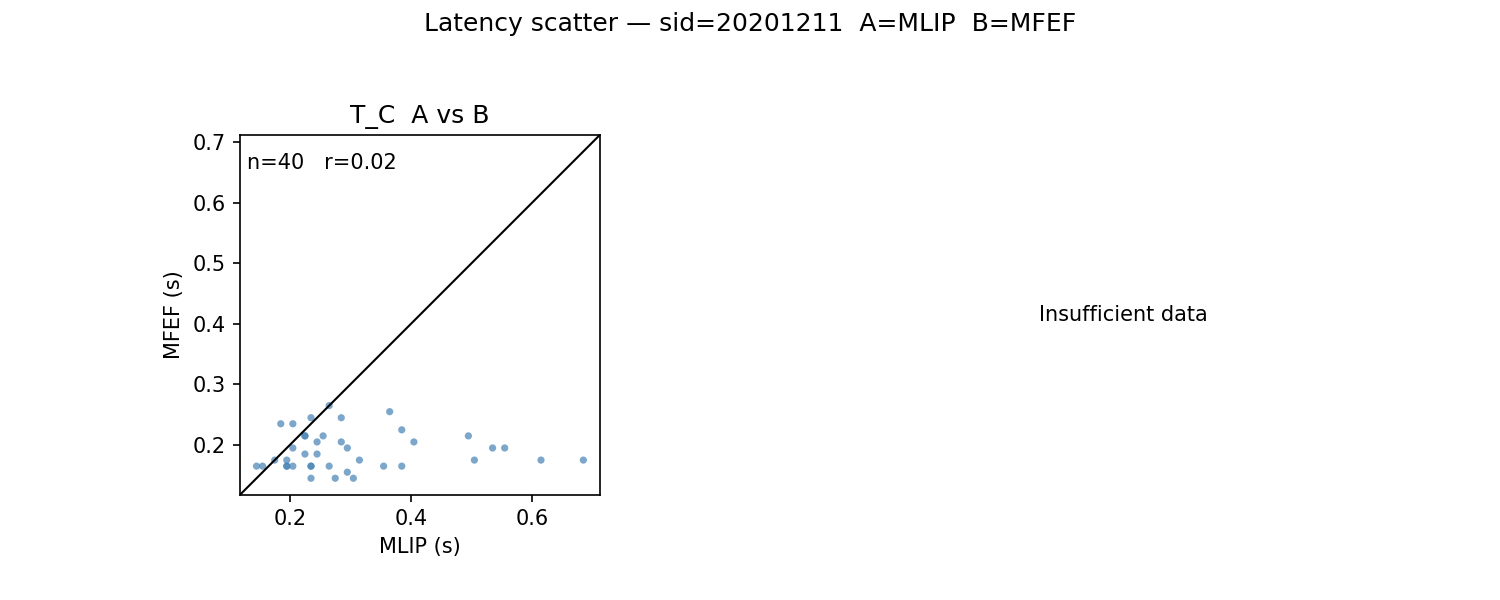 Latency scatter — sid=20201211  A=MLIP  B=MFEF
T_C  A vs B
n=40   r=0.02
0.7
0.6
0.5
0.4
0.3
0.2
MFEF (s)
0.2
0.4
0.6
MLIP (s)
Insufficient data